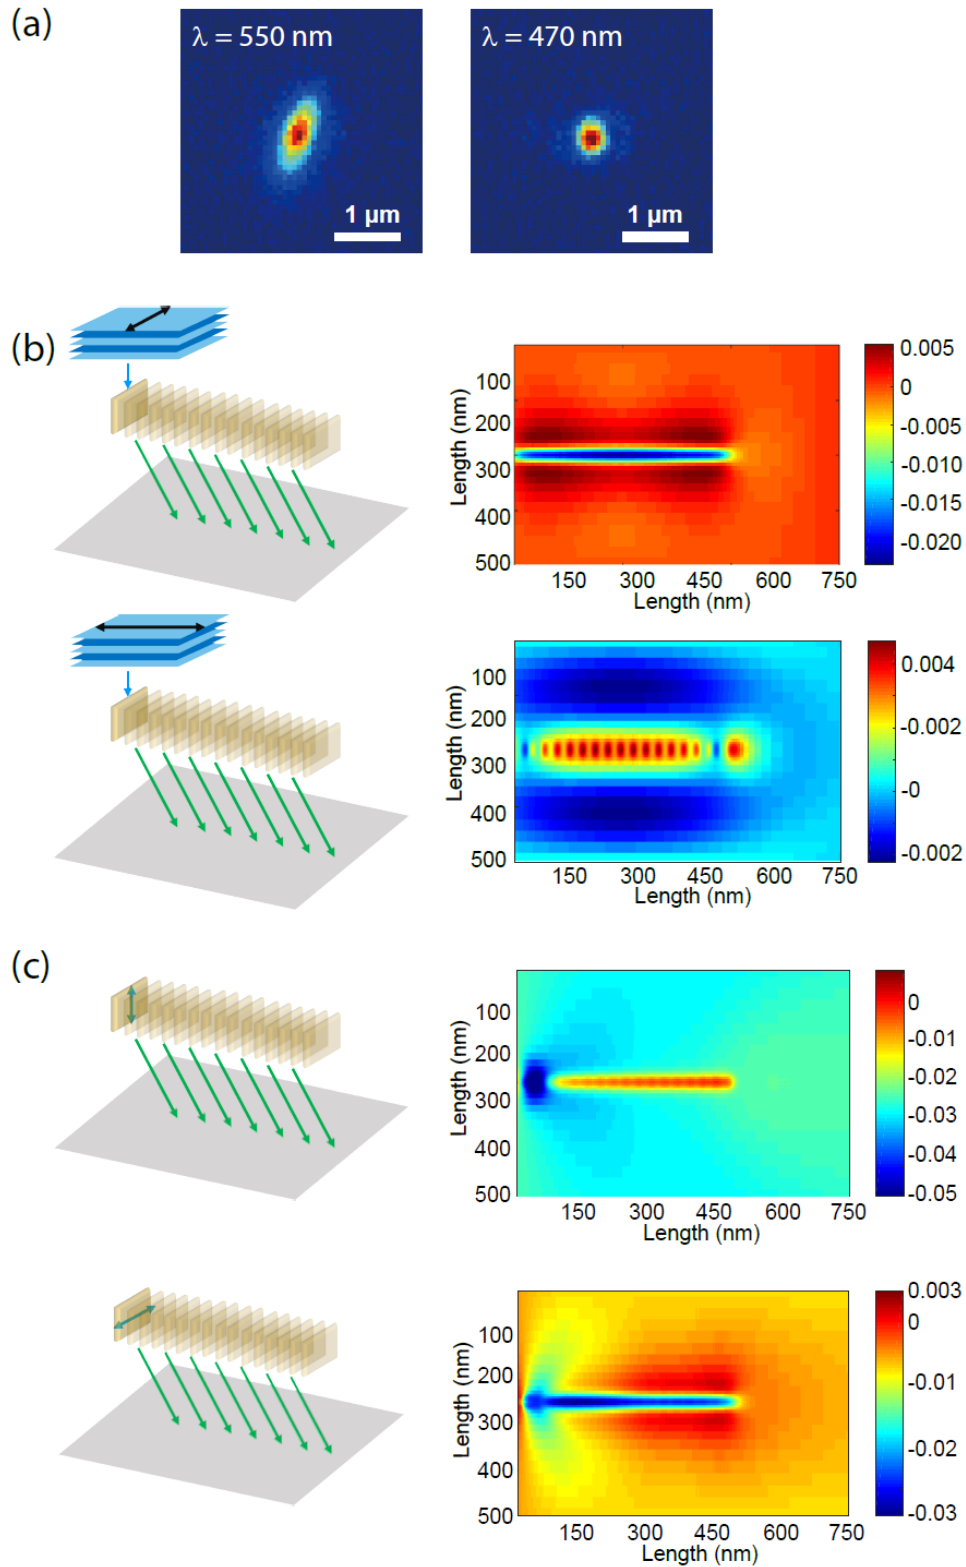 (a)
λ = 550 nm
1 µm
λ = 470 nm
1 µm
(b)
Length (nm)
100
200
300
400
500
150 300 450 600 750
Length (nm)
0.005
0
-0.005
-0.010
-0.015
-0.020
Length (nm)
100
200
300
400
500
150 300 450 600 750
Length (nm)
0.004
-0.002
-0
-0.002
(c)
Length (nm)
100
200
300
400
500
150 300 450 600 750
Length (nm)
0
-0.01
-0.02
-0.03
-0.04
-0.05
Length (nm)
100
200
300
400
500
150 300 450 600 750
Length (nm)
0.003
0
-0.01
-0.02
-0.03